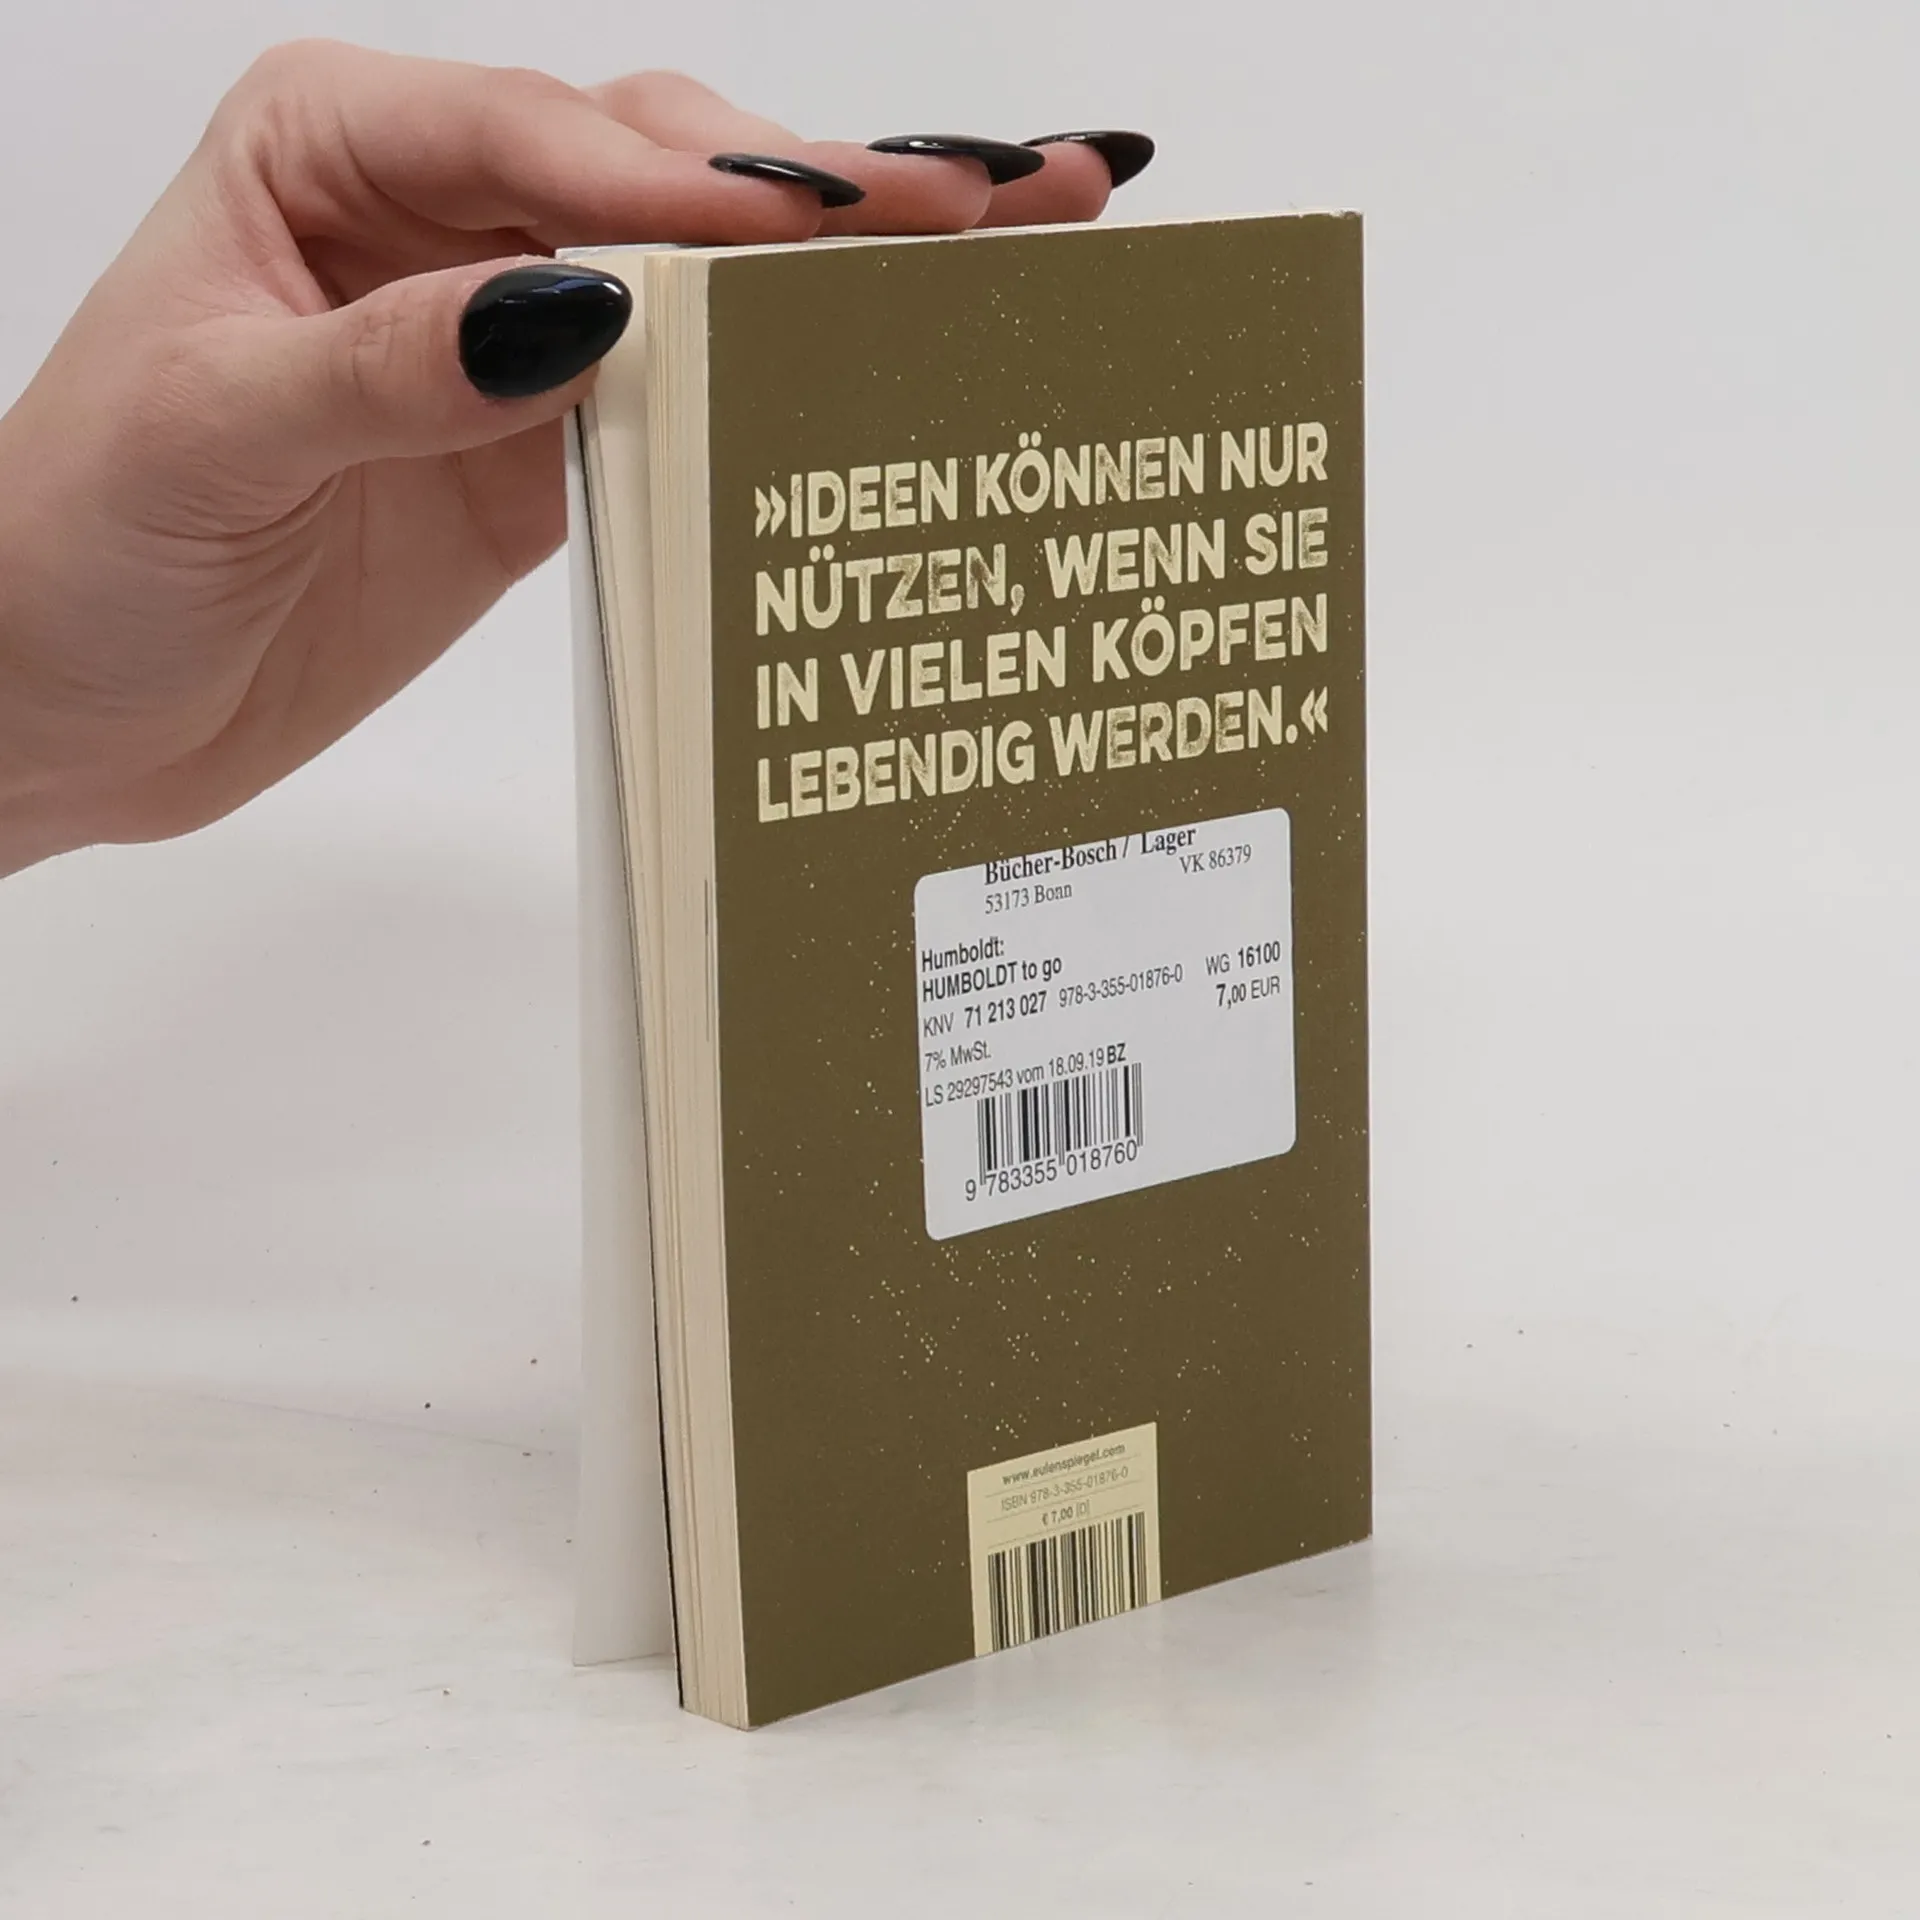 »IDEEN KÖNNEN NUR
NÜTZEN, WENN SIE
IN VIELEN KÖPFEN
LEBENDIG WERDEN.«
Bücher-Bosch / Lager
53173 Bonn VK 86379
Humboldt:
HUMBOLDT to go WG 16100
KNV 71 213 027 978-3-355-01876-0 7,00 EUR
7% MwSt.
LS 29297543 vom 18.09.19 BZ
9 783355 018760
www.eulenspiegel.com
ISBN 978-3-355-01876-0
€ 7,00 [D]